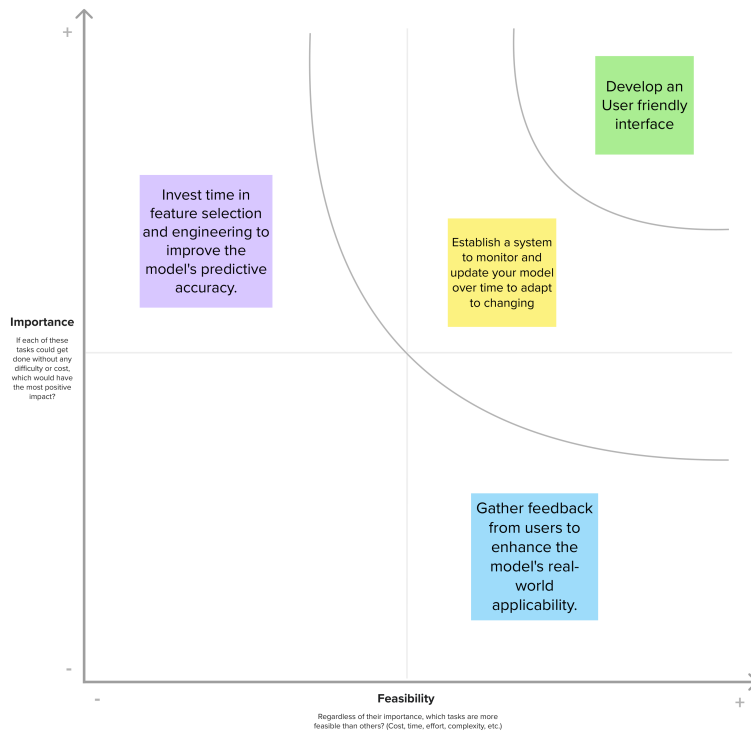 +
Develop an
User friendly
interface
Invest time in
feature selection
and engineering to
improve the
model's predictive
accuracy.
Establish a system
to monitor and
update your model
over time to adapt
to changing
Importance
If each of these
tasks could get
done without any
difficulty or cost,
which would have
the most positive
impact?
Gather feedback
from users to
enhance the
model's real-
world
applicability.
-
-
Feasibility
+
Regardless of their importance, which tasks are more
feasible than others? (Cost, time, effort, complexity, etc.)